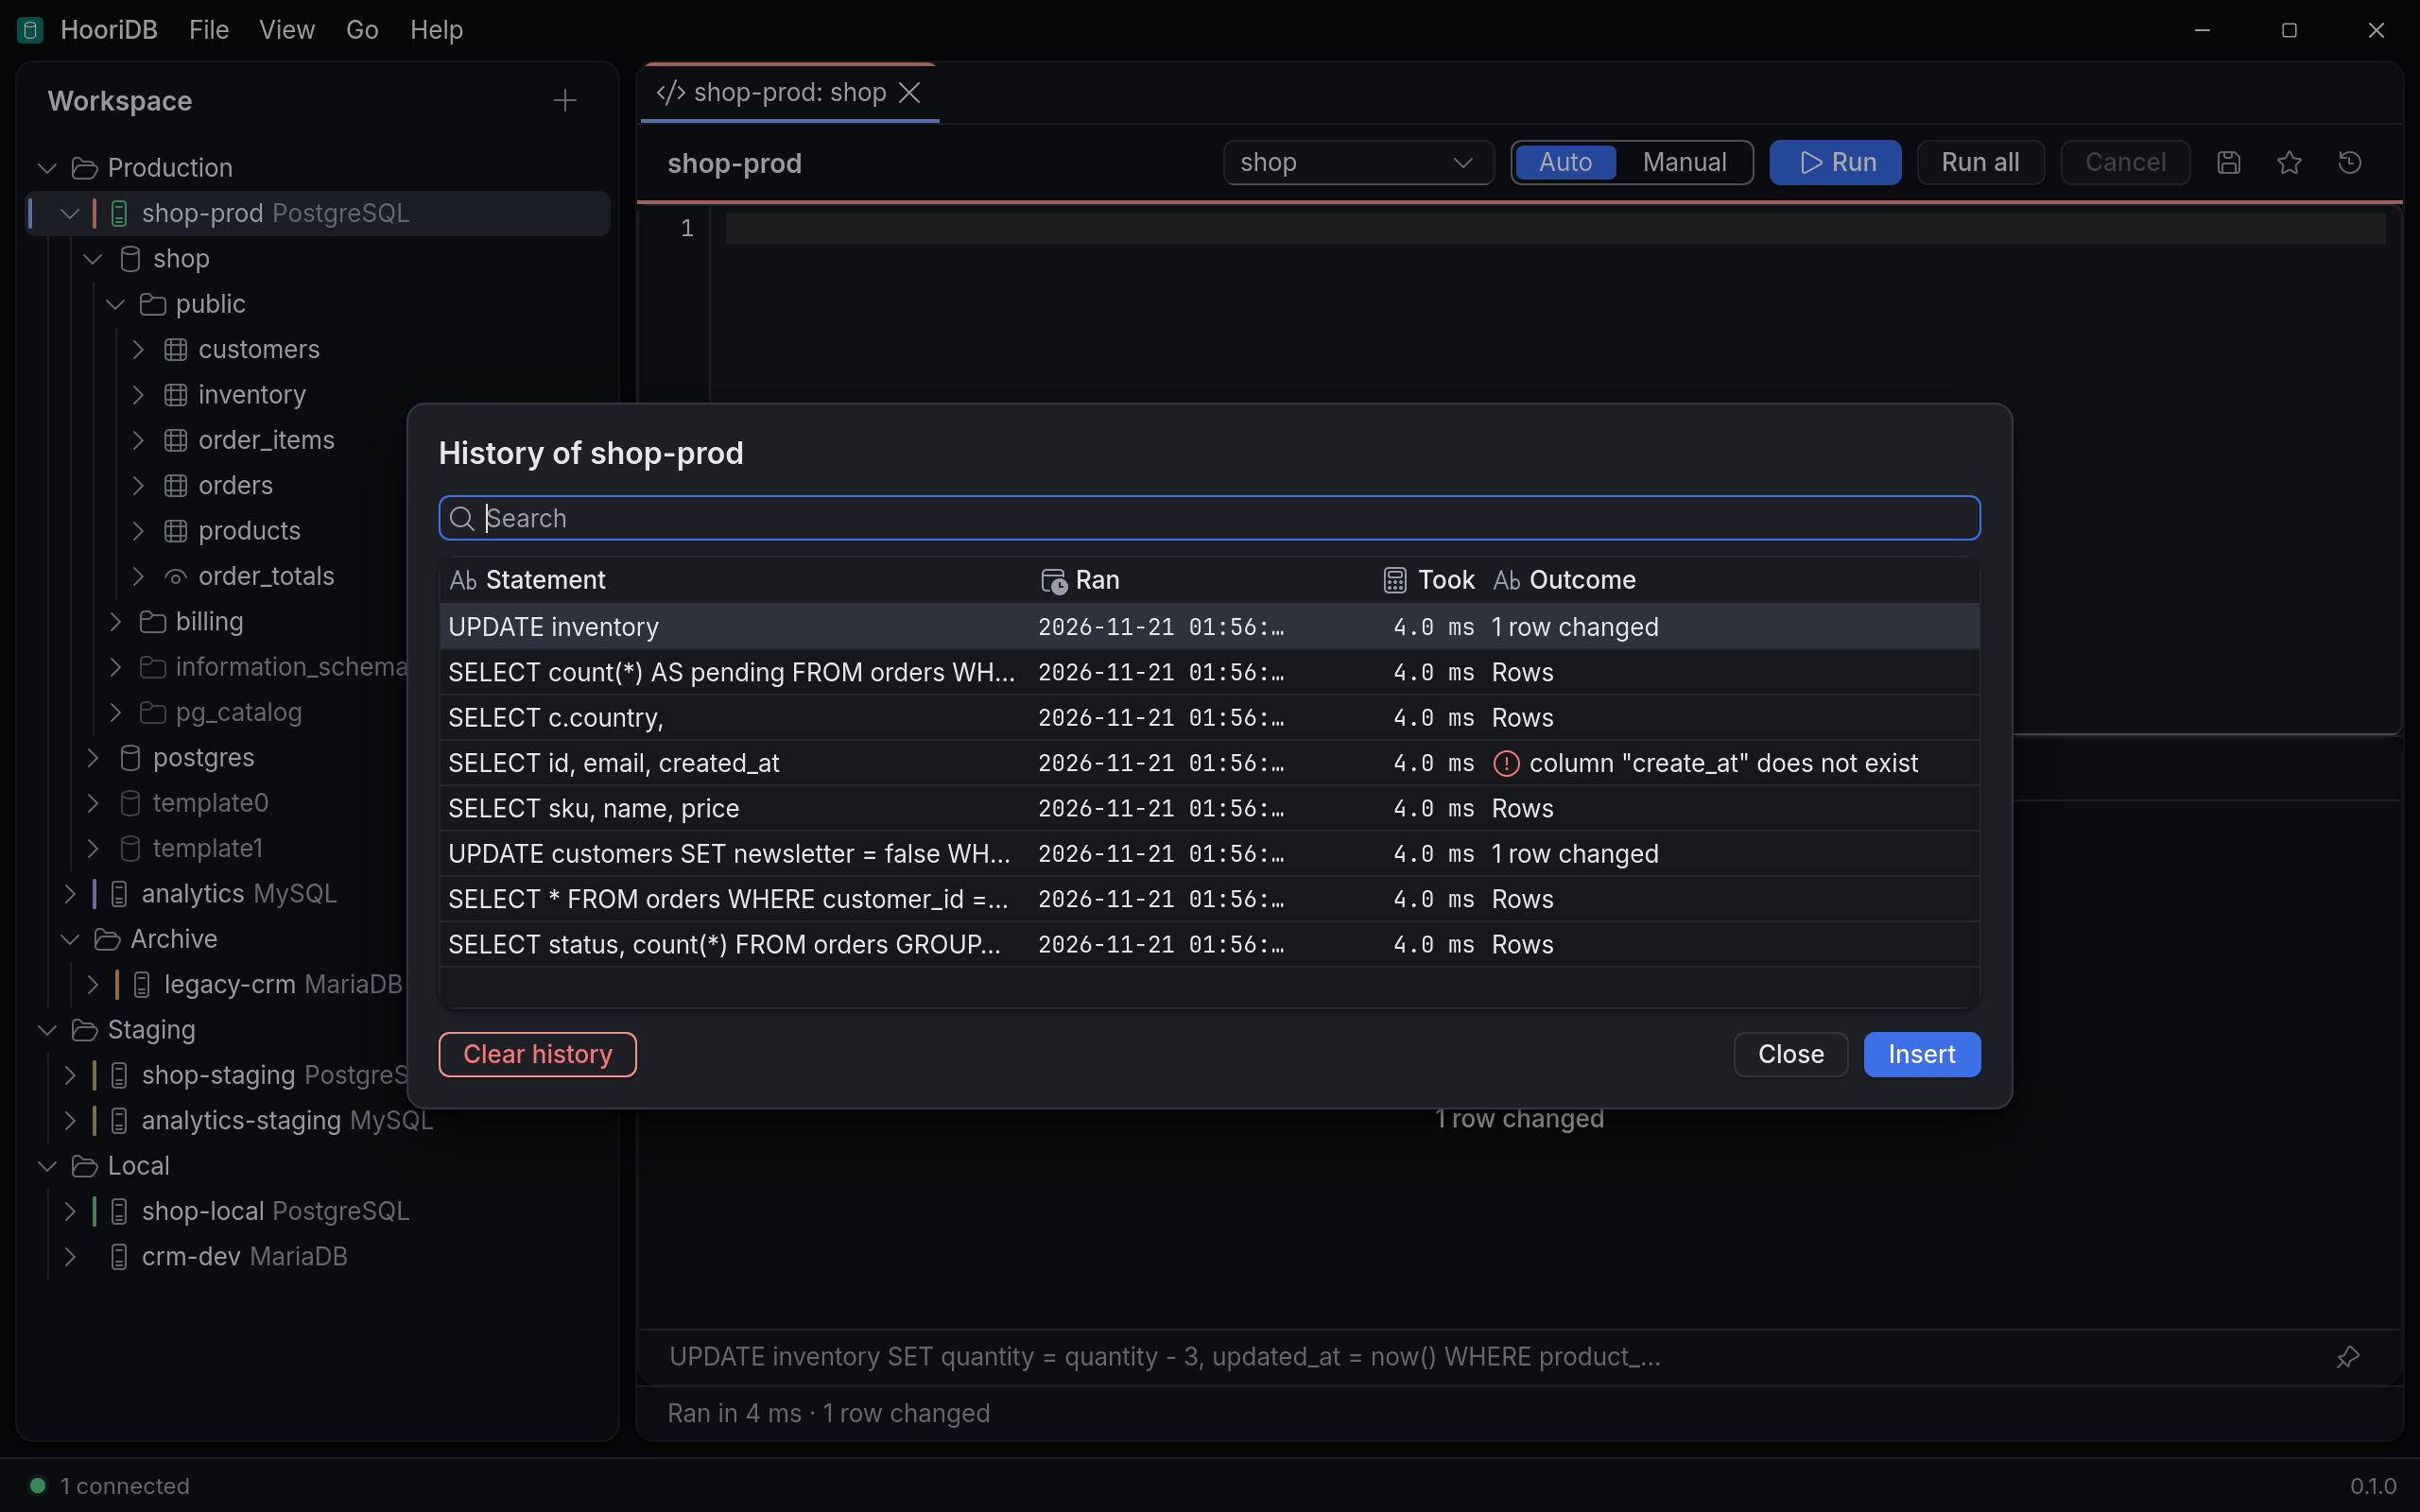 HooriDB File View Go Help
Workspace
Production
shop-prod PostgreSQL
shop
public
customers
inventory
order_items
orders
products
order_totals
billing
information_schema
pg_catalog
postgres
template0
template1
analytics MySQL
Archive
legacy-crm MariaDB
Staging
shop-staging PostgreS
analytics-staging MySQL
Local
shop-local PostgreSQL
crm-dev MariaDB
shop-prod: shop
shop-prod shop Auto Manual Run Run all Cancel
1
History of shop-prod
Search
Ab Statement Ran Took Ab Outcome
UPDATE inventory 2026-11-21 01:56:… 4.0 ms 1 row changed
SELECT count(*) AS pending FROM orders WH... 2026-11-21 01:56:… 4.0 ms Rows
SELECT c.country, 2026-11-21 01:56:… 4.0 ms Rows
SELECT id, email, created_at 2026-11-21 01:56:… 4.0 ms column "create_at" does not exist
SELECT sku, name, price 2026-11-21 01:56:… 4.0 ms Rows
UPDATE customers SET newsletter = false WH... 2026-11-21 01:56:… 4.0 ms 1 row changed
SELECT * FROM orders WHERE customer_id =... 2026-11-21 01:56:… 4.0 ms Rows
SELECT status, count(*) FROM orders GROUP... 2026-11-21 01:56:… 4.0 ms Rows
Clear history Close Insert
1 row changed
UPDATE inventory SET quantity = quantity - 3, updated_at = now() WHERE product_...
Ran in 4 ms · 1 row changed
1 connected 0.1.0